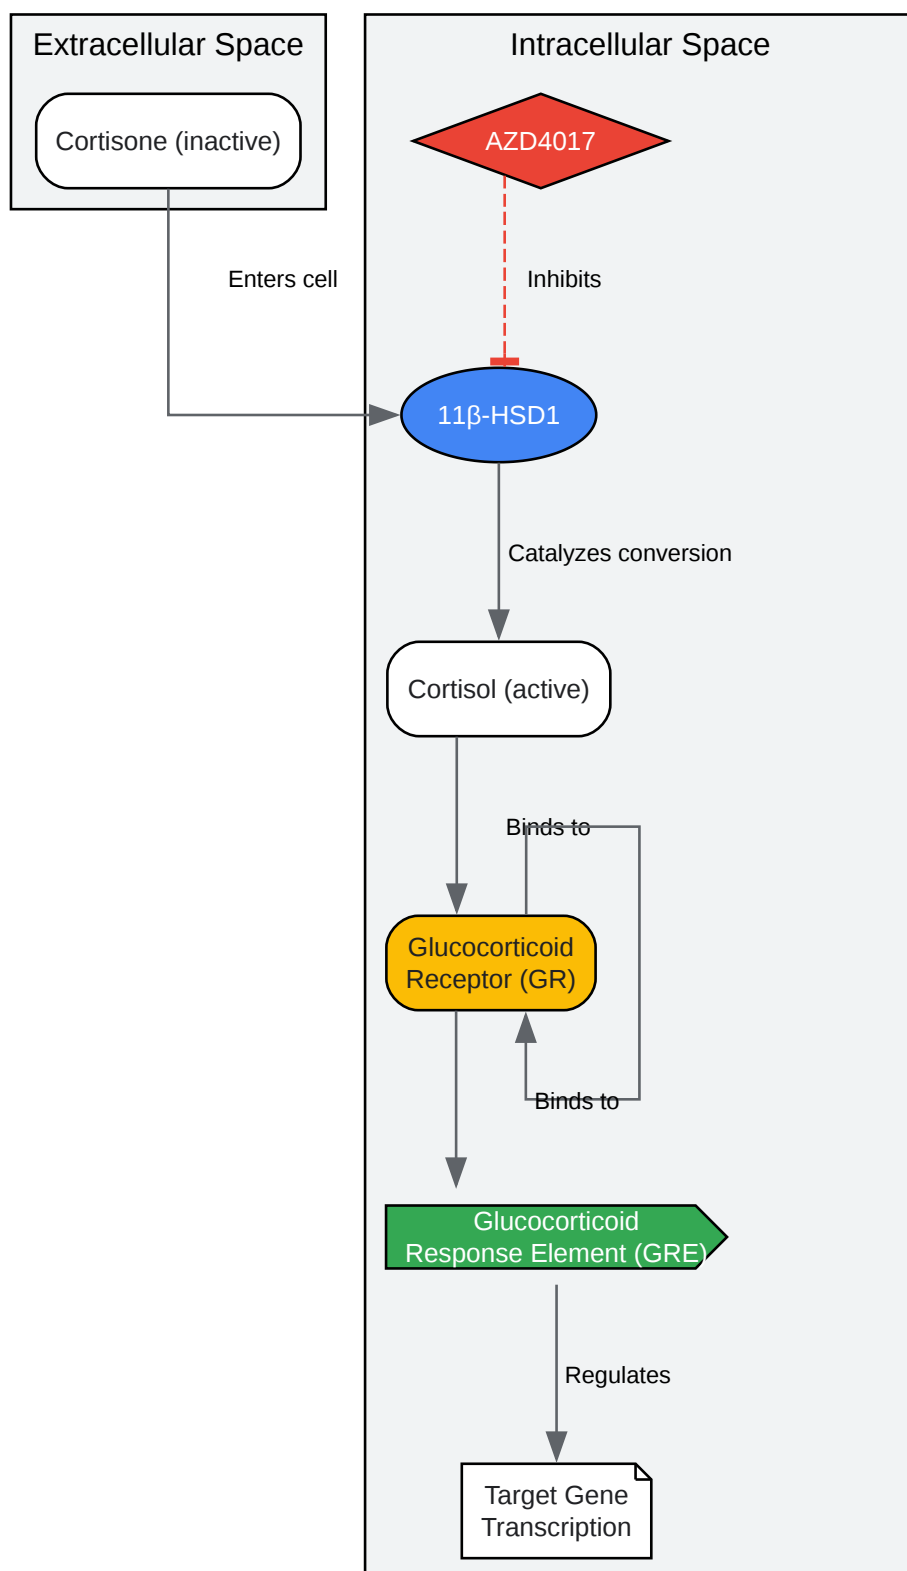 Extracellular Space
Intracellular Space
Cortisone (inactive)
AZD4017
Enters cell
Inhibits
11β-HSD1
Catalyzes conversion
Cortisol (active)
Binds to
Glucocorticoid
Receptor (GR)
Binds to
Glucocorticoid
Response Element (GRE)
Regulates
Target Gene
Transcription